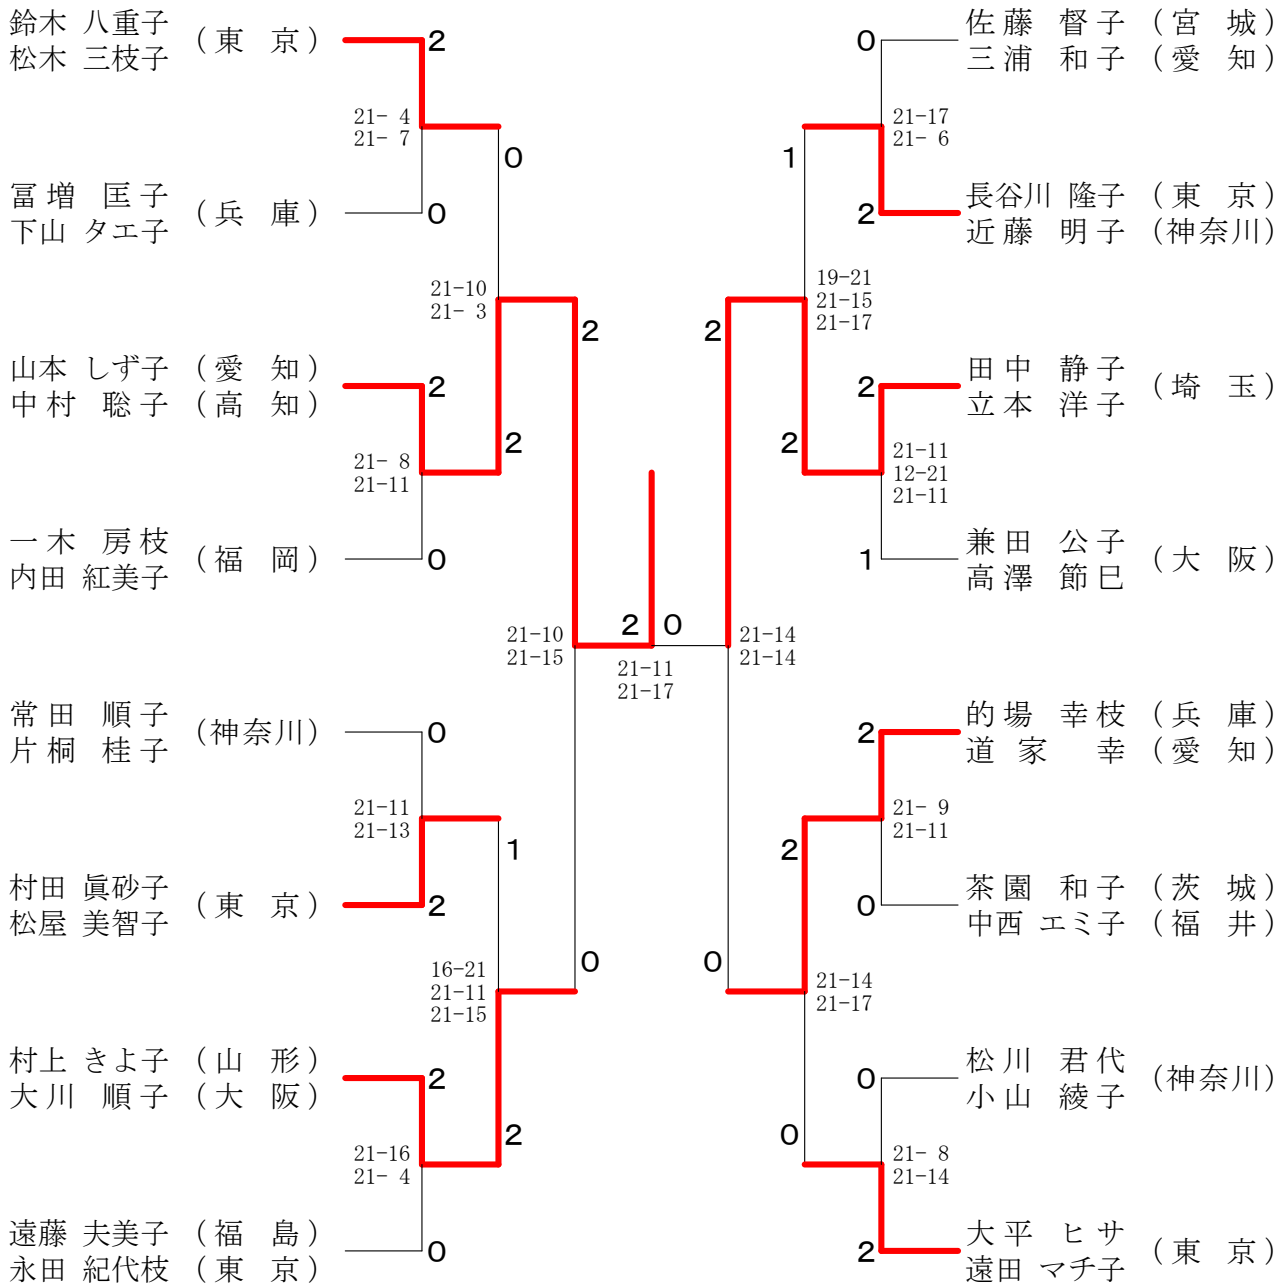 鈴木 八重子
松木 三枝子
（東 京）
2
21- 4
21- 7
0
冨増 匡子
下山 タエ子
（兵 庫）
0
21-10
21- 3
2
山本 しず子 （愛 知）
中村 聡子 （高 知）
2
2
21- 8
21-11
一木 房枝
内田 紅美子
（福 岡）
0
21-10
21-15
2
0
21-11
21-17
常田 順子
片桐 桂子
（神奈川）
0
21-11
21-13
1
村田 眞砂子
松屋 美智子
（東 京）
2
16-21
21-11
21-15
0
村上 きよ子 （山 形）
大川 順子 （大 阪）
2
2
21-16
21- 4
遠藤 夫美子 （福 島）
永田 紀代枝 （東 京）
0
佐藤 督子 （宮 城）
三浦 和子 （愛 知）
0
21-17
21- 6
1
長谷川 隆子 （東 京）
近藤 明子 （神奈川）
2
19-21
21-15
21-17
2
田中 静子
立本 洋子
（埼 玉）
2
2
21-11
12-21
21-11
兼田 公子
高澤 節巳
（大 阪）
1
21-14
21-14
的場 幸枝 （兵 庫）
道家 幸 （愛 知）
2
21- 9
21-11
2
茶園 和子 （茨 城）
中西 エミ子 （福 井）
0
0
21-14
21-17
松川 君代
小山 綾子
（神奈川）
0
0
21- 8
21-14
大平 ヒサ
遠田 マチ子
（東 京）
2